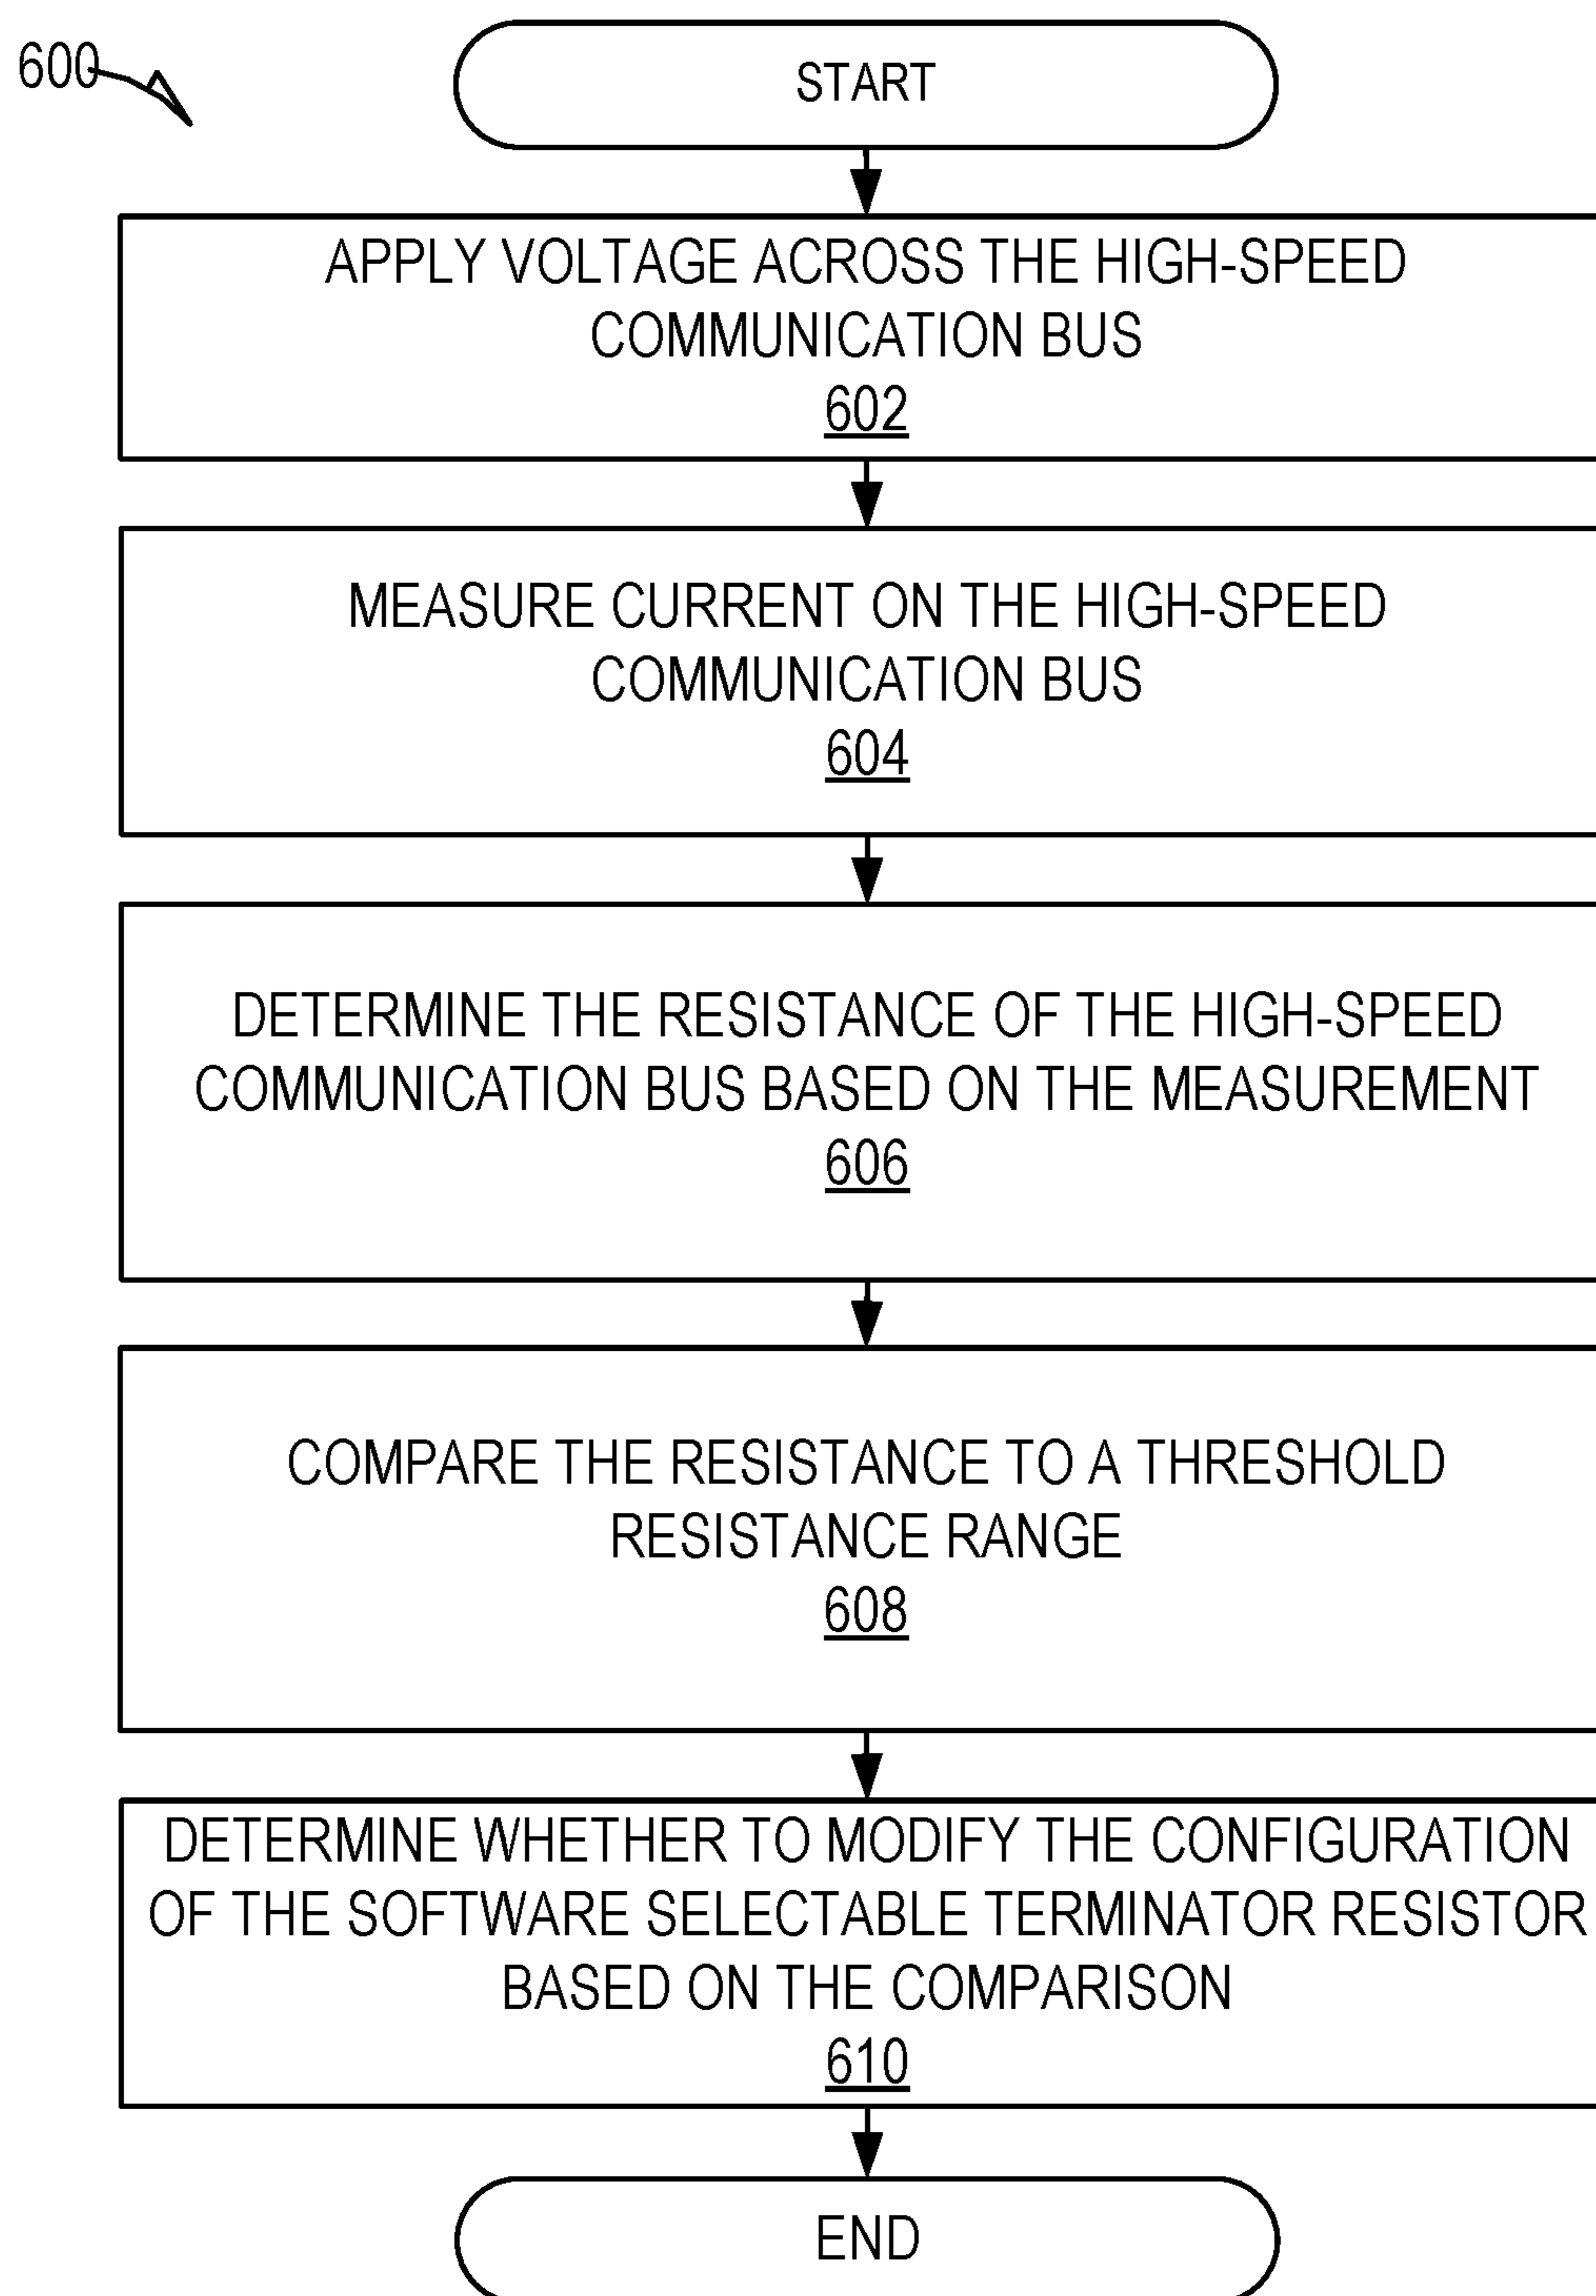 600
START
APPLY VOLTAGE ACROSS THE HIGH-SPEED
COMMUNICATION BUS
602
MEASURE CURRENT ON THE HIGH-SPEED
COMMUNICATION BUS
604
DETERMINE THE RESISTANCE OF THE HIGH-SPEED
COMMUNICATION BUS BASED ON THE MEASUREMENT
606
COMPARE THE RESISTANCE TO A THRESHOLD
RESISTANCE RANGE
608
DETERMINE WHETHER TO MODIFY THE CONFIGURATION
OF THE SOFTWARE SELECTABLE TERMINATOR RESISTOR
BASED ON THE COMPARISON
610
END